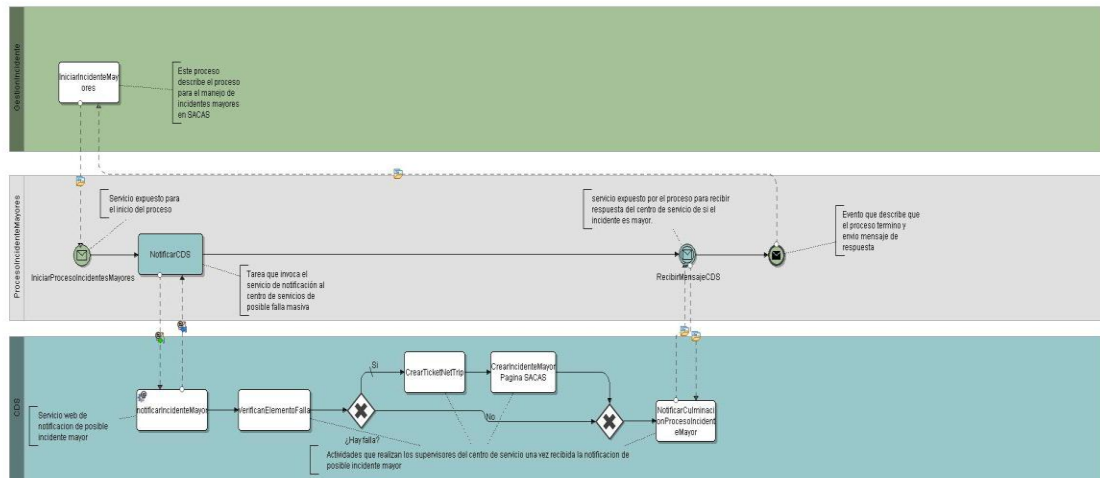 GestionIncidente
IniciarIncidenteMay
ores
Este proceso
describe el proceso
para el manejo de
incidentes mayores
en SACAS
ProcesoIncidenteMayores
Servicio expuesto para
el inicio del proceso
IniciarProcesoIncidentesMayores
NotificarCDS
Tarea que invoca el
servicio de notificación al
centro de servicios de
posible falla masiva
servicio expuesto por el proceso para recibir
respuesta del centro de servicio de si el
incidente es mayor.
RecibirMensajeCDS
Evento que describe que
el proceso termino y
envio mensaje de
respuesta
CDS
Servicio web de
notificacion de posible
incidente mayor
notificarIncidenteMayor
VerificanElementoFalla
¿Hay falla?
Si
No
CrearTicketNetTrip
CrearIncidenteMayor
Pagina SACAS
NotificarCulminaci
onProcesoIncident
eMayor
Actividades que realizan los supervisores del centro de servicio una vez recibida la notificacion de
posible incidente mayor